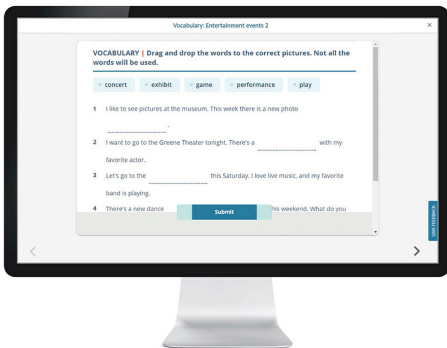 Vocabulary: Entertainment events 2
VOCABULARY | Drag and drop the words to the correct pictures. Not all the
words will be used.
concert exhibit game performance play
1 I like to see pictures at the museum. This week there is a new photo
.
2 I want to go to the Greene Theater tonight. There's a with my
favorite actor.
3 Let's go to the this Saturday. I love live music, and my favorite
band is playing.
4 There's a new dance Submit his weekend. What do you
GIVE FEEDBACK